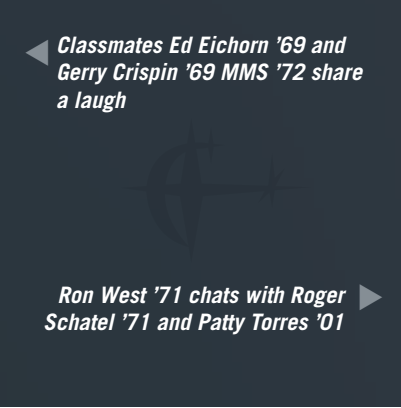 Classmates Ed Eichorn ’69 and
Gerry Crispin ’69 MMS ’72 share
a laugh
Ron West ’71 chats with Roger
Schatel ’71 and Patty Torres ’01